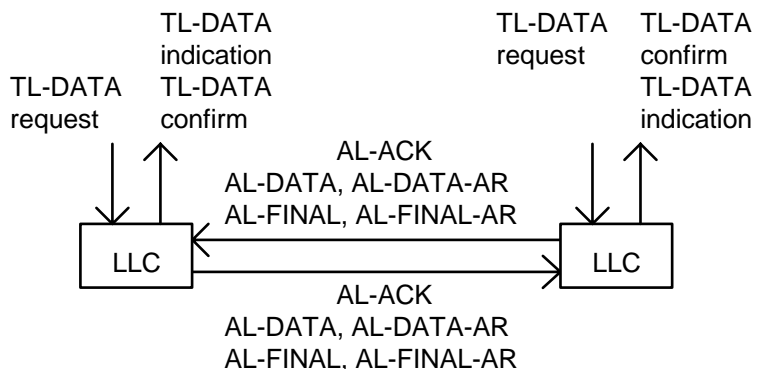 TL-DATA
indication
TL-DATA
confirm
TL-DATA
request
TL-DATA
request
TL-DATA
confirm
TL-DATA
indication
AL-ACK
AL-DATA, AL-DATA-AR
AL-FINAL, AL-FINAL-AR
LLC
LLC
AL-ACK
AL-DATA, AL-DATA-AR
AL-FINAL, AL-FINAL-AR